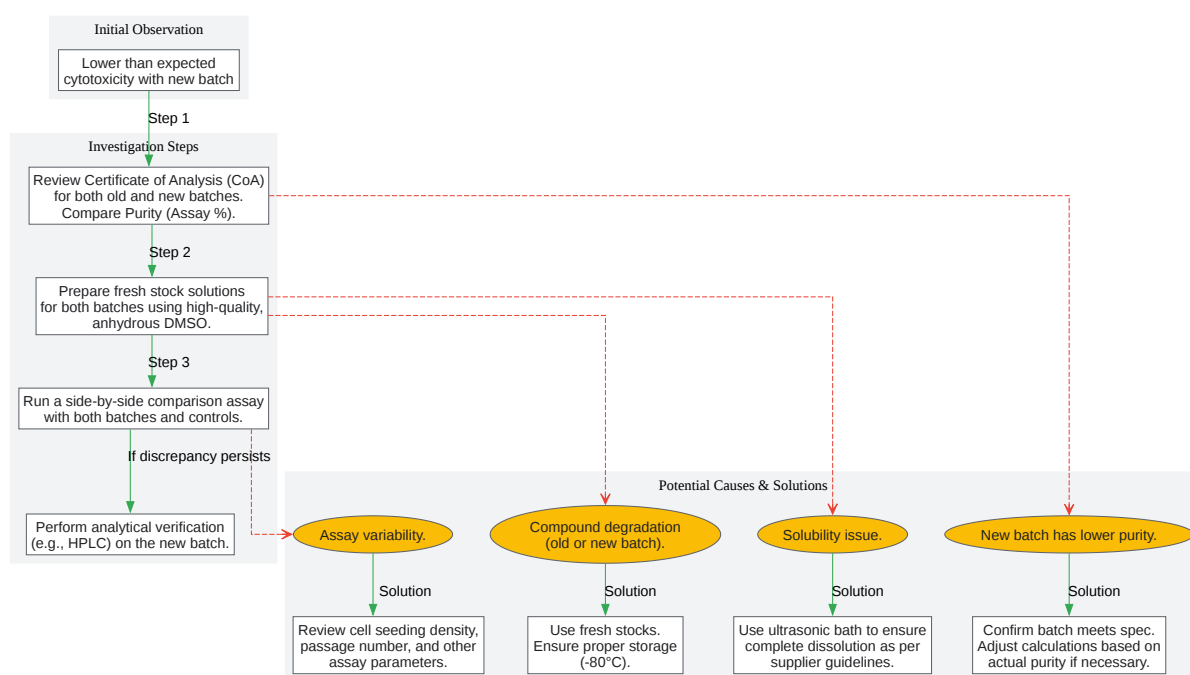 Initial Observation
Lower than expected
cytotoxicity with new batch
Step 1
Investigation Steps
Review Certificate of Analysis (CoA)
for both old and new batches.
Compare Purity (Assay %).
Step 2
Prepare fresh stock solutions
for both batches using high-quality,
anhydrous DMSO.
Step 3
Run a side-by-side comparison assay
with both batches and controls.
If discrepancy persists
Perform analytical verification
(e.g., HPLC) on the new batch.
Potential Causes & Solutions
Assay variability.
Compound degradation
(old or new batch).
Solubility issue.
New batch has lower purity.
Solution
Solution
Solution
Solution
Review cell seeding density,
passage number, and other
assay parameters.
Use fresh stocks.
Ensure proper storage
(-80°C).
Use ultrasonic bath to ensure
complete dissolution as per
supplier guidelines.
Confirm batch meets spec.
Adjust calculations based on
actual purity if necessary.